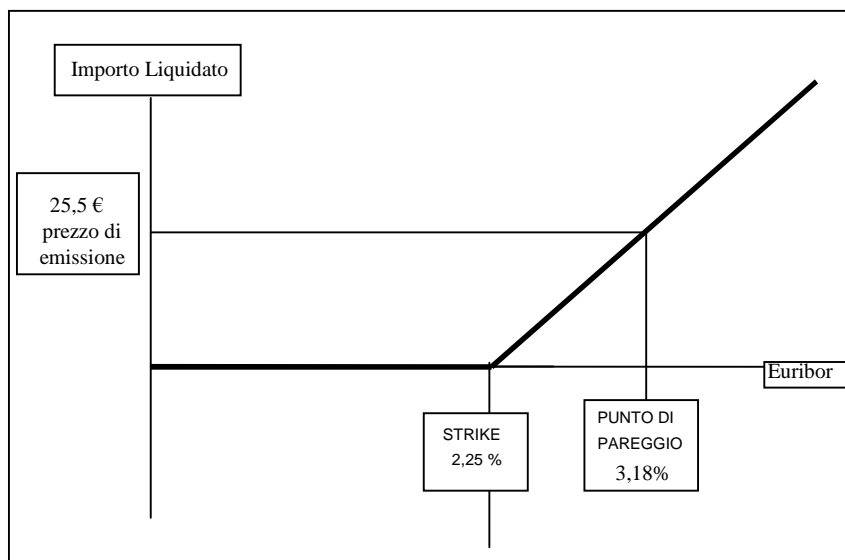 Importo Liquidato
25,5 €
prezzo di
emissione
Euribor
STRIKE
2,25 %
PUNTO DI
PAREGGIO
3,18%